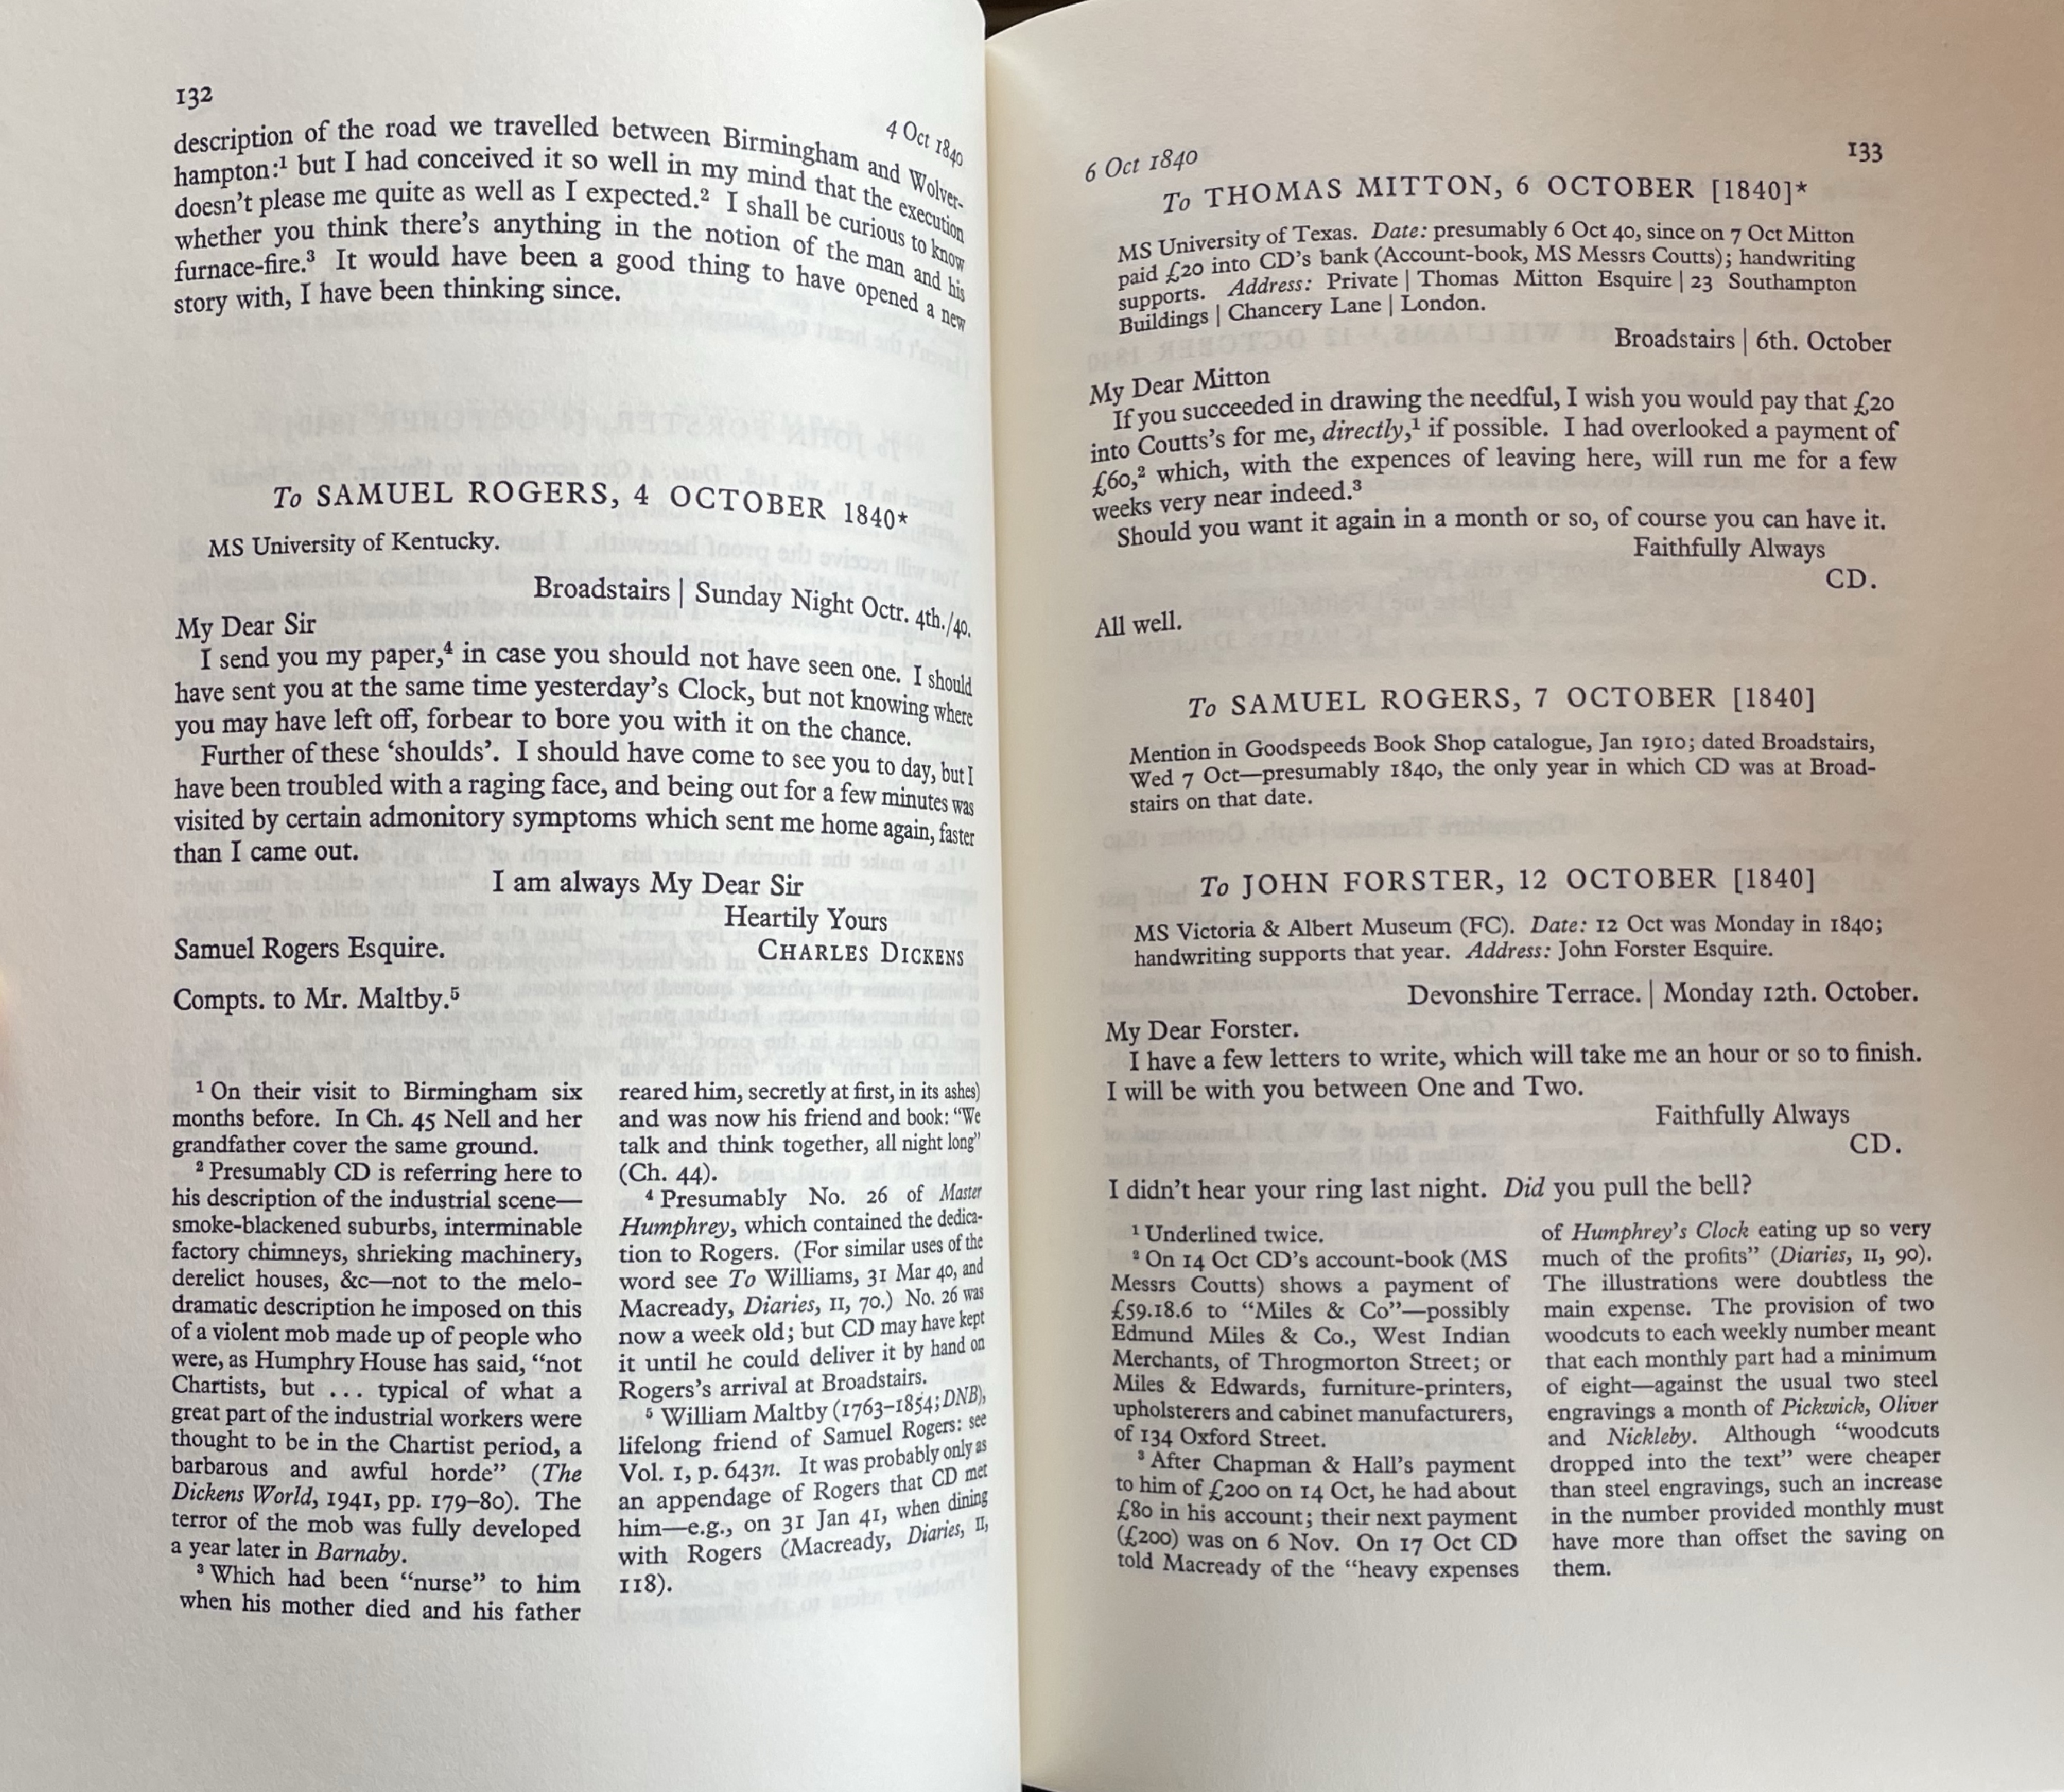 132
4 Oct 1840
description of the road we travelled between Birmingham and Wolver-
hampton:¹ but I had conceived it so well in my mind that the execution
doesn't please me quite as well as I expected.² I shall be curious to know
whether you think there's anything in the notion of the man and his
furnace-fire.³ It would have been a good thing to have opened a new
story with, I have been thinking since.
To SAMUEL ROGERS, 4 OCTOBER 1840*
MS University of Kentucky.
Broadstairs | Sunday Night Octr. 4th./40.
My Dear Sir
I send you my paper,⁴ in case you should not have seen one. I should
have sent you at the same time yesterday's Clock, but not knowing where
you may have left off, forbear to bore you with it on the chance.
Further of these 'shoulds'. I should have come to see you to day, but I
have been troubled with a raging face, and being out for a few minutes was
visited by certain admonitory symptoms which sent me home again, faster
than I came out.
I am always My Dear Sir
Heartily Yours
Samuel Rogers Esquire. CHARLES DICKENS
Compts. to Mr. Maltby.⁵
¹ On their visit to Birmingham six
months before. In Ch. 45 Nell and her
grandfather cover the same ground.
² Presumably CD is referring here to
his description of the industrial scene—
smoke-blackened suburbs, interminable
factory chimneys, shrieking machinery,
derelict houses, &c—not to the melo-
dramatic description he imposed on this
of a violent mob made up of people who
were, as Humphry House has said, "not
Chartists, but ... typical of what a
great part of the industrial workers were
thought to be in the Chartist period, a
barbarous and awful horde" (The
Dickens World, 1941, pp. 179–80). The
terror of the mob was fully developed
a year later in Barnaby.
³ Which had been "nurse" to him
when his mother died and his father
reared him, secretly at first, in its ashes)
and was now his friend and book: "We
talk and think together, all night long"
(Ch. 44).
⁴ Presumably No. 26 of Master
Humphrey, which contained the dedica-
tion to Rogers. (For similar uses of the
word see To Williams, 31 Mar 40, and
Macready, Diaries, II, 70.) No. 26 was
now a week old; but CD may have kept
it until he could deliver it by hand on
Rogers's arrival at Broadstairs.
⁵ William Maltby (1763–1854; DNB),
lifelong friend of Samuel Rogers: see
Vol. I, p. 643n. It was probably only as
an appendage of Rogers that CD met
him—e.g., on 31 Jan 41, when dining
with Rogers (Macready, Diaries, II,
118).
6 Oct 1840
133
To THOMAS MITTON, 6 OCTOBER [1840]*
MS University of Texas. Date: presumably 6 Oct 40, since on 7 Oct Mitton
paid £20 into CD's bank (Account-book, MS Messrs Coutts); handwriting
supports. Address: Private | Thomas Mitton Esquire | 23 Southampton
Buildings | Chancery Lane | London.
Broadstairs | 6th. October
My Dear Mitton
If you succeeded in drawing the needful, I wish you would pay that £20
into Coutts's for me, directly,¹ if possible. I had overlooked a payment of
£60,² which, with the expences of leaving here, will run me for a few
weeks very near indeed.³
Should you want it again in a month or so, of course you can have it.
Faithfully Always
CD.
All well.
To SAMUEL ROGERS, 7 OCTOBER [1840]
Mention in Goodspeeds Book Shop catalogue, Jan 1910; dated Broadstairs,
Wed 7 Oct—presumably 1840, the only year in which CD was at Broad-
stairs on that date.
To JOHN FORSTER, 12 OCTOBER [1840]
MS Victoria & Albert Museum (FC). Date: 12 Oct was Monday in 1840;
handwriting supports that year. Address: John Forster Esquire.
Devonshire Terrace. | Monday 12th. October.
My Dear Forster.
I have a few letters to write, which will take me an hour or so to finish.
I will be with you between One and Two.
Faithfully Always
CD.
I didn't hear your ring last night. Did you pull the bell?
¹ Underlined twice.
² On 14 Oct CD's account-book (MS
Messrs Coutts) shows a payment of
£59.18.6 to "Miles & Co"—possibly
Edmund Miles & Co., West Indian
Merchants, of Throgmorton Street; or
Miles & Edwards, furniture-printers,
upholsterers and cabinet manufacturers,
of 134 Oxford Street.
³ After Chapman & Hall's payment
to him of £200 on 14 Oct, he had about
£80 in his account; their next payment
(£200) was on 6 Nov. On 17 Oct CD
told Macready of the "heavy expenses
of Humphrey's Clock eating up so very
much of the profits" (Diaries, II, 90).
The illustrations were doubtless the
main expense. The provision of two
woodcuts to each weekly number meant
that each monthly part had a minimum
of eight—against the usual two steel
engravings a month of Pickwick, Oliver
and Nickleby. Although "woodcuts
dropped into the text" were cheaper
than steel engravings, such an increase
in the number provided monthly must
have more than offset the saving on
them.